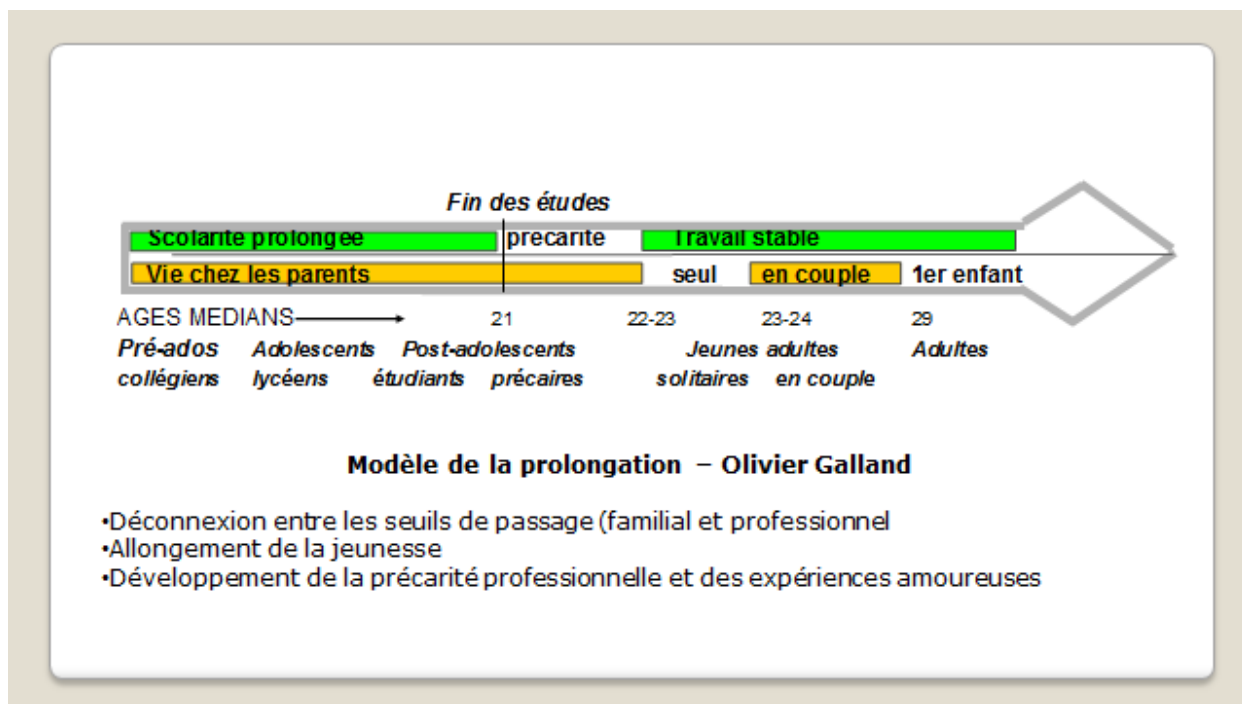 Fin des études
Scolarité prolongée précarité Travail stable
Vie chez les parents seul en couple 1er enfant
AGES MEDIANS 21 22-23 23-24 29
Pré-ados Adolescents Post-adolescents Jeunes adultes Adultes
collégiens lycéens étudiants précaires solitaires en couple
Modèle de la prolongation – Olivier Galland
•Déconnexion entre les seuils de passage (familial et professionnel
•Allongement de la jeunesse
•Développement de la précarité professionnelle et des expériences amoureuses